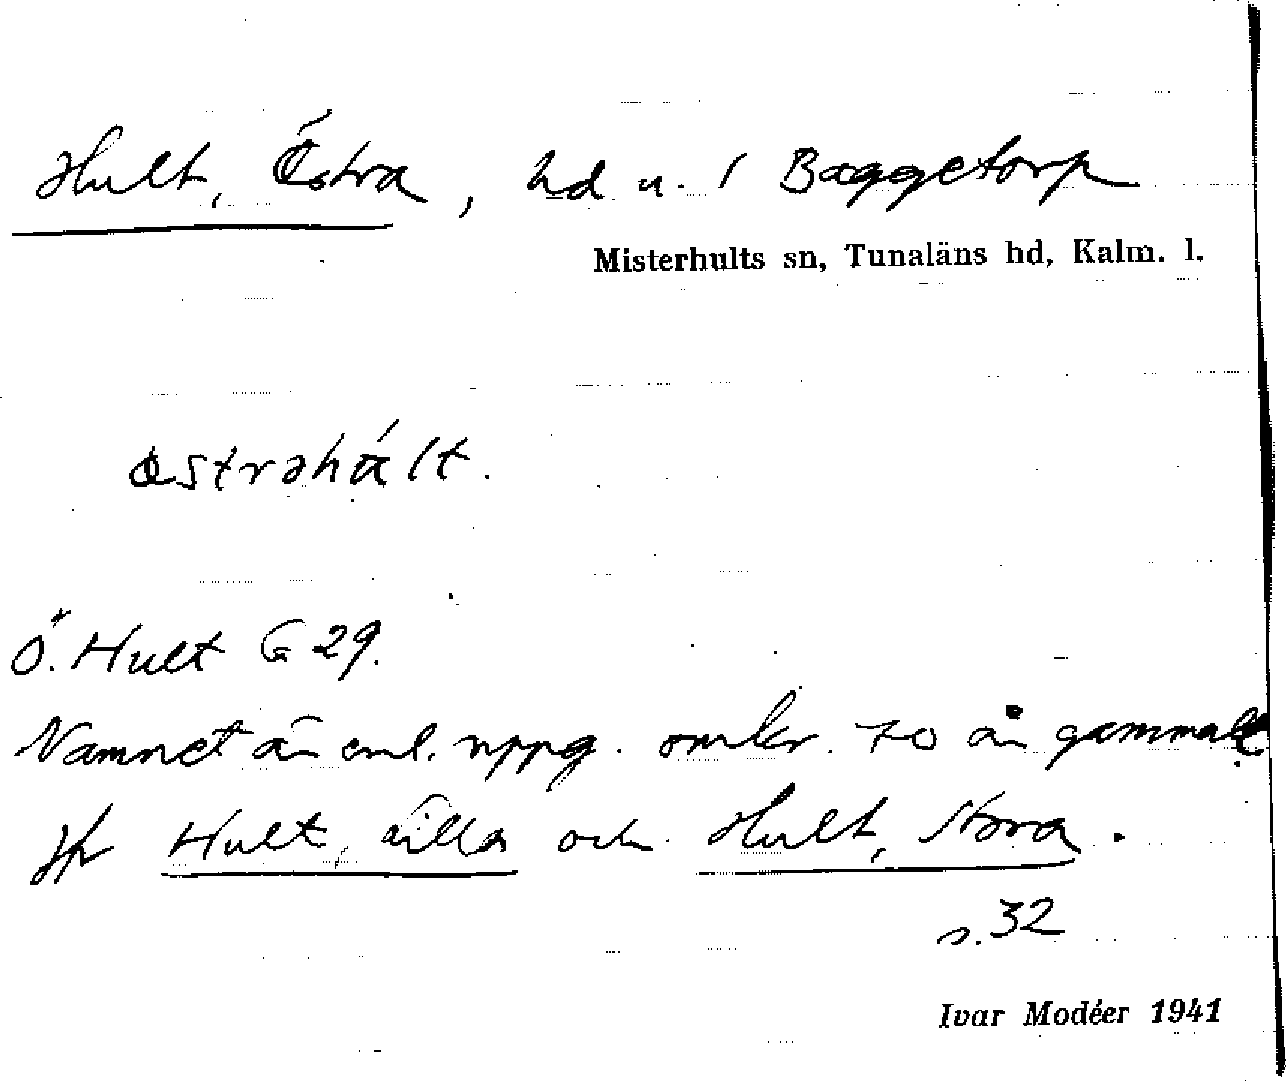 Hult, Östra, hd u. / Baggetorp
Misterhults sn, Tunaläns hd, Kalm. l.
östrəhált.
Ö. Hult G 29.
Namnet är enl. uppg. omkr. 70 år gammalt.
Jfr Hult, Lilla och Hult, Stora.
s. 32
Ivar Modéer 1941